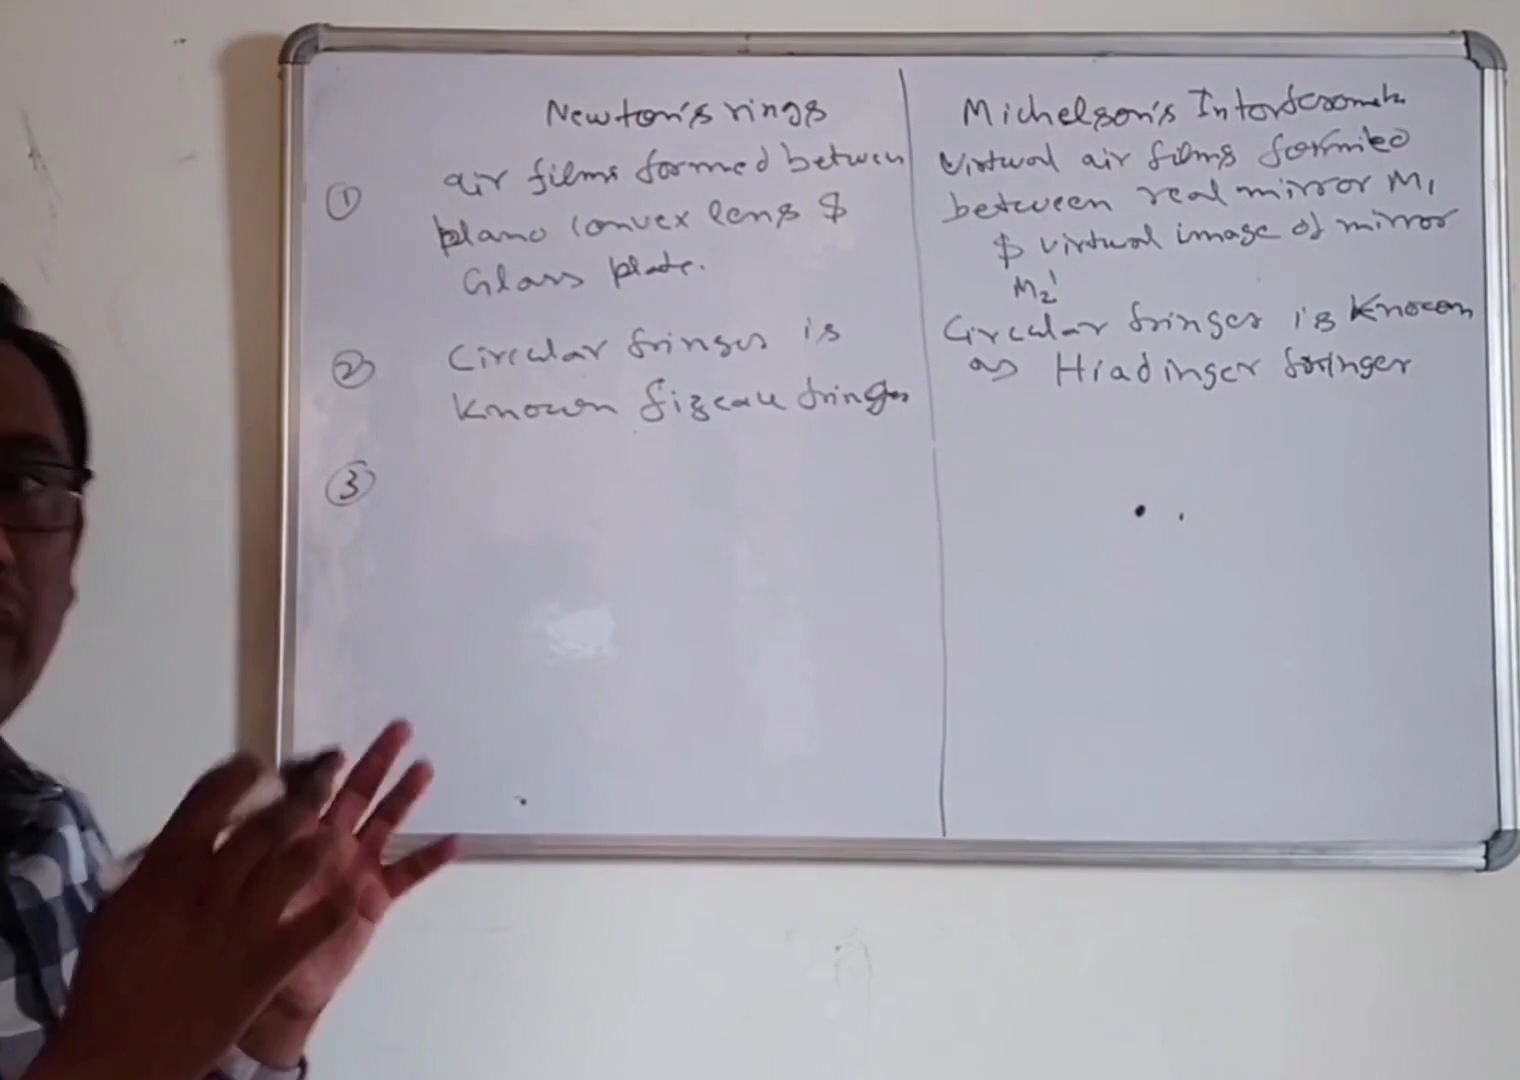 Newton's rings
① air films formed between
plano convex lens $
Glass plate.
② Circular fringes is
known fizeau fringes
③
Michelson's Interferometer
Virtual air films formed
between real mirror M1
$ virtual image of mirror
M2'
Circular fringes is known
as Hiadinger fringer